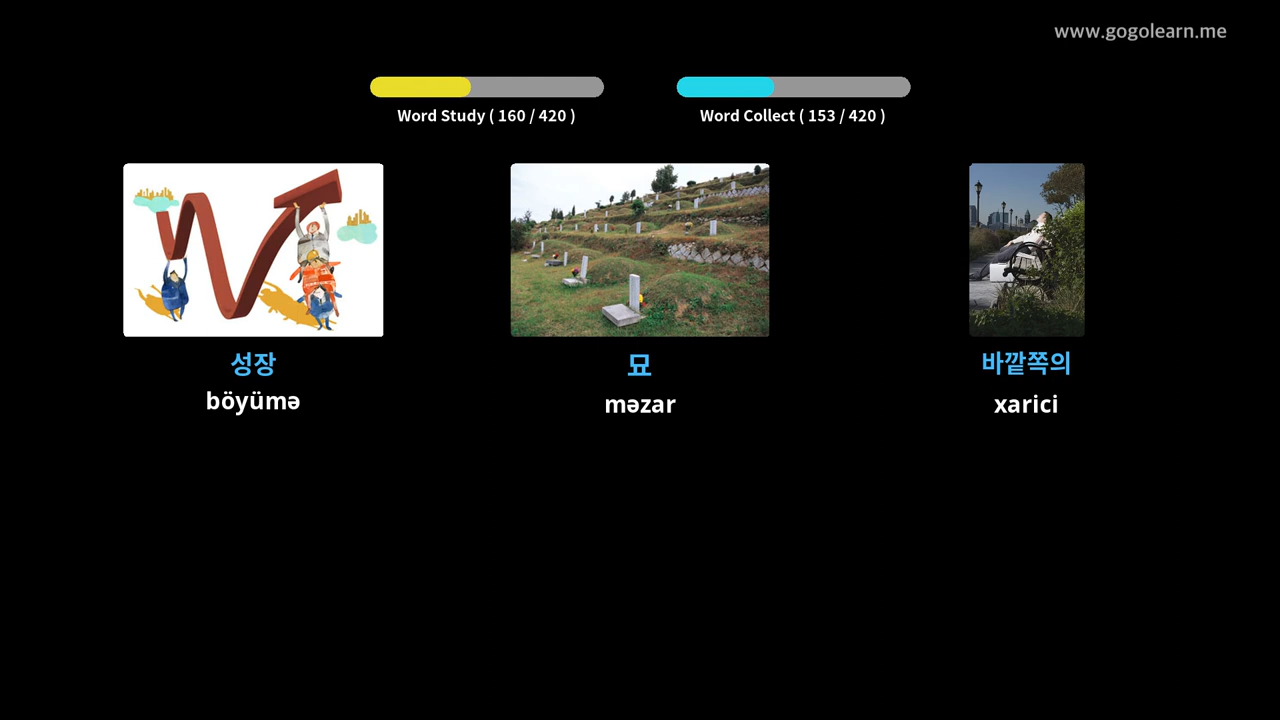 www.gogolearn.me
Word Study ( 160 / 420 )
Word Collect ( 153 / 420 )
성장
묘
바깥쪽의
böyümə
məzar
xarici